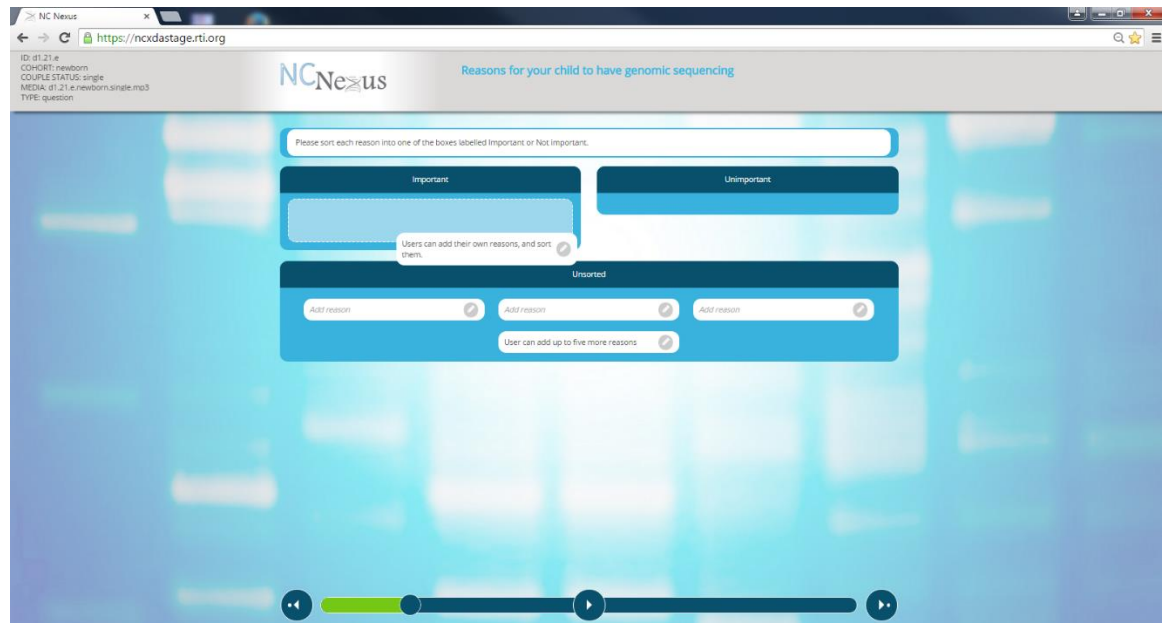 NC Nexus
https://ncxdastage.rti.org
ID: d1.21.e
COHORT: newborn
COUPLE STATUS: single
MEDIA: d1.21.e.newborn.single.mp3
TYPE: question
NCNexus
Reasons for your child to have genomic sequencing
Please sort each reason into one of the boxes labelled Important or Not Important.
Important
Unimportant
Users can add their own reasons, and sort
them.
Unsorted
Add reason
Add reason
Add reason
User can add up to five more reasons